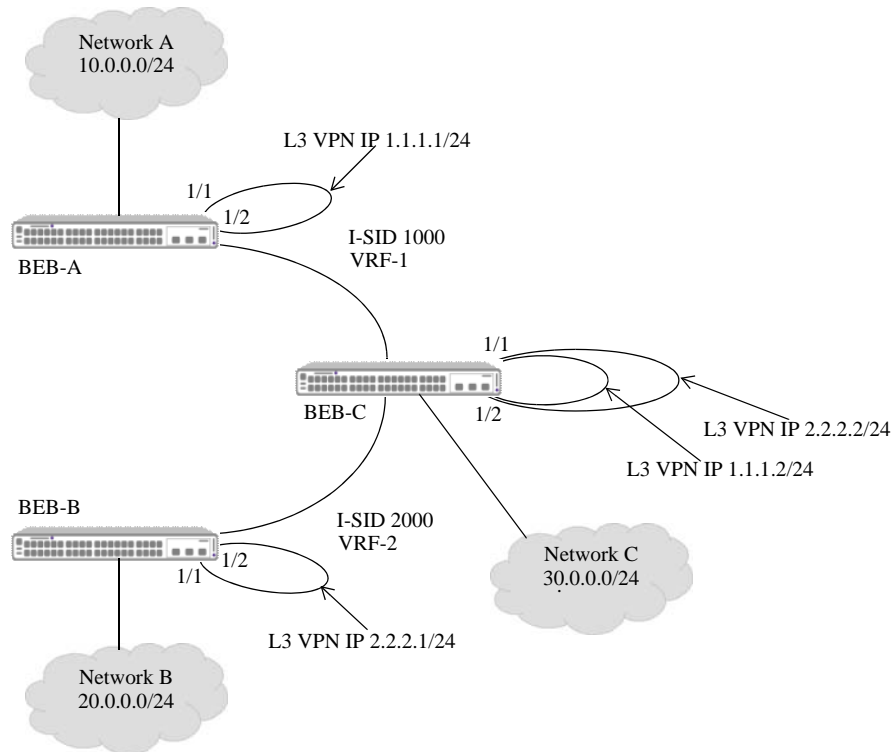 Network A
10.0.0.0/24
L3 VPN IP 1.1.1.1/24
1/1
1/2
BEB-A
I-SID 1000
VRF-1
1/1
BEB-C
1/2
L3 VPN IP 2.2.2.2/24
L3 VPN IP 1.1.1.2/24
BEB-B
I-SID 2000
VRF-2
1/2
1/1
Network C
30.0.0.0/24
L3 VPN IP 2.2.2.1/24
Network B
20.0.0.0/24